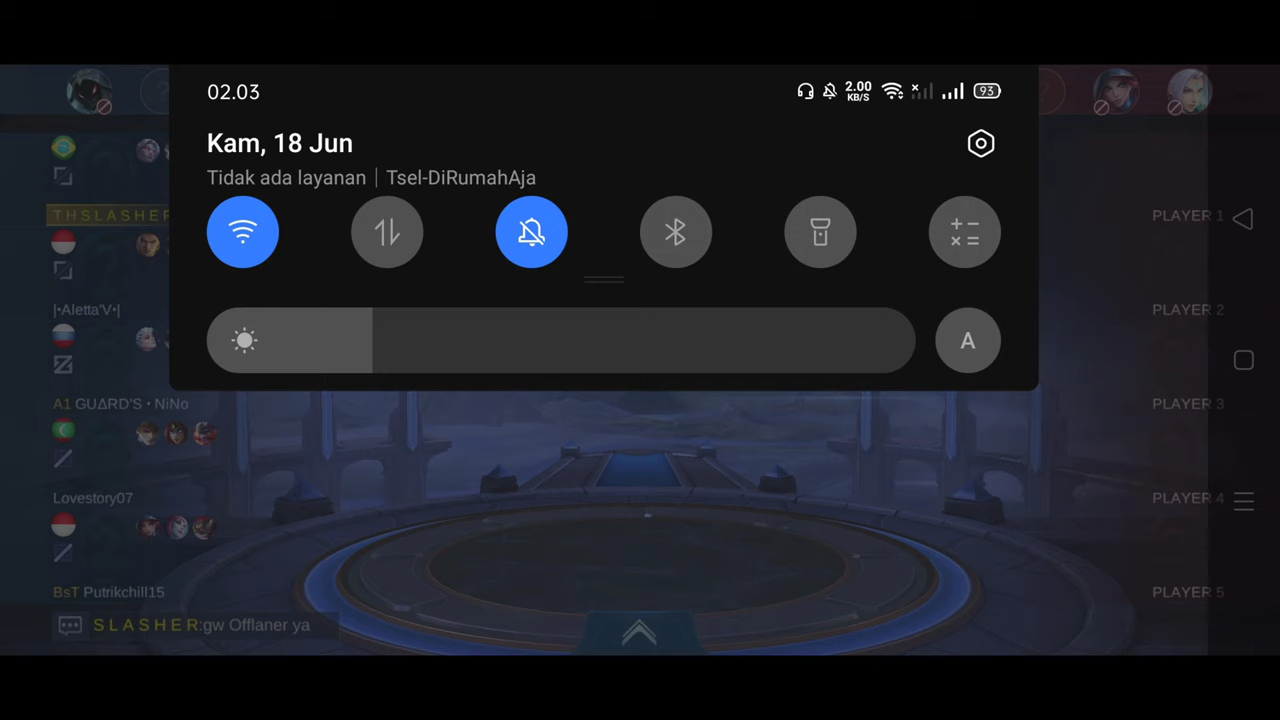 02.03
2.00 KB/S
93
Kam, 18 Jun
Tidak ada layanan | Tsel-DiRumahAja
A
THSLASHER
PLAYER 1
|•Aletta'V•|
PLAYER 2
A1 GUΔRD'S • NiNo
PLAYER 3
Lovestory07
PLAYER 4
BsT Putrikchill15
PLAYER 5
SLASHER:gw Offlaner ya